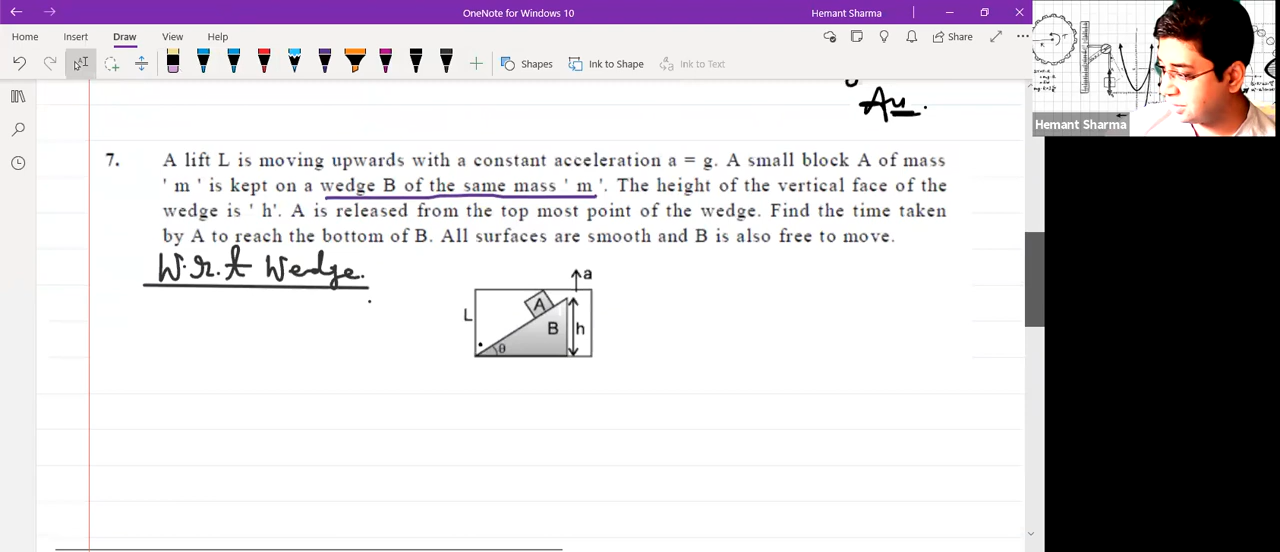 OneNote for Windows 10
Hemant Sharma
Home
Insert
Draw
View
Help
Share
Shapes
Ink to Shape
Ink to Text
Hemant Sharma
7. A lift L is moving upwards with a constant acceleration a = g. A small block A of mass
' m ' is kept on a wedge B of the same mass ' m '. The height of the vertical face of the
wedge is ' h'. A is released from the top most point of the wedge. Find the time taken
by A to reach the bottom of B. All surfaces are smooth and B is also free to move.
W.r.t Wedge.
a
A
L
B
h
θ